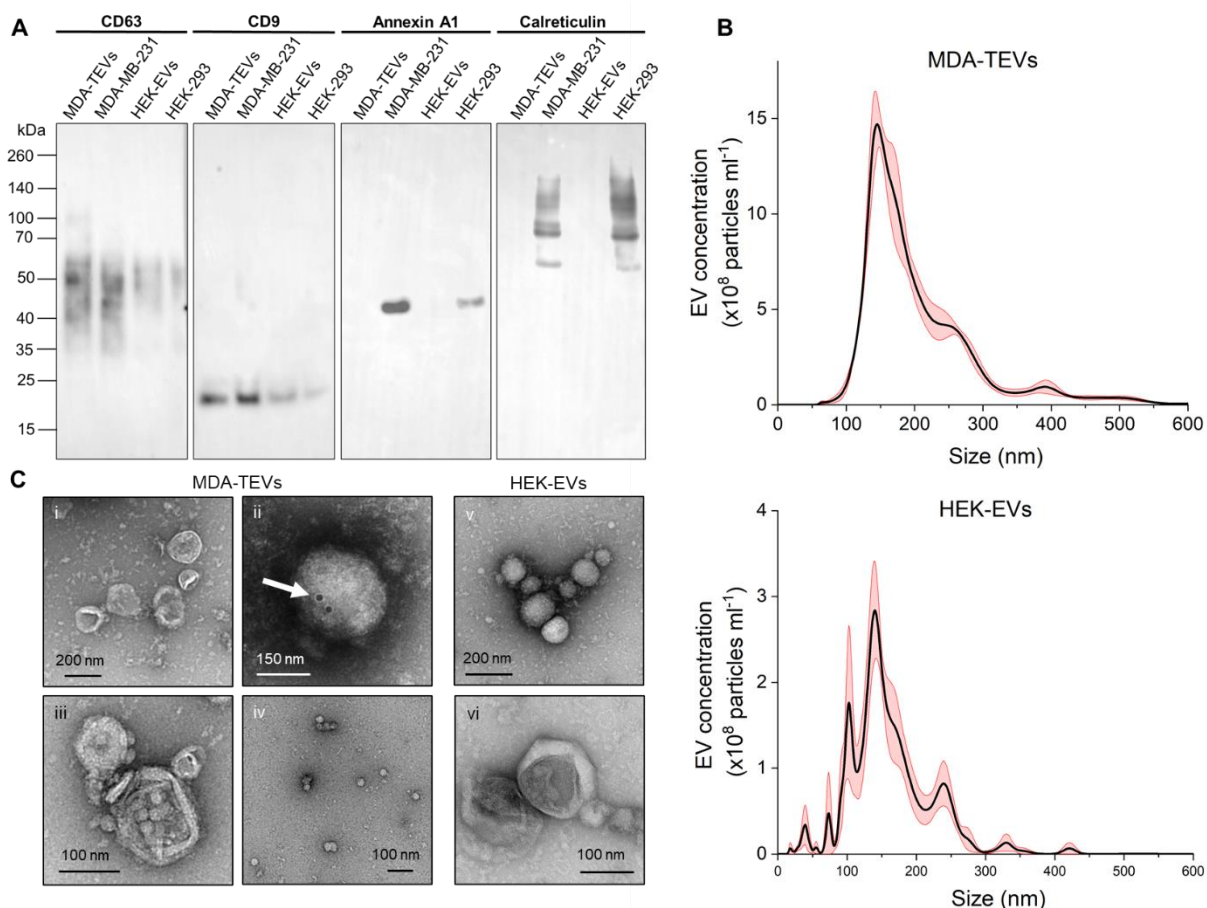 A
CD63 CD9 Annexin A1 Calreticulin
MDA-TEVs MDA-MB-231 HEK-EVs HEK-293 MDA-TEVs MDA-MB-231 HEK-EVs HEK-293 MDA-TEVs MDA-MB-231 HEK-EVs HEK-293 MDA-TEVs MDA-MB-231 HEK-EVs HEK-293
kDa
260
140
100
70
50
40
35
25
15
B
MDA-TEVs
EV concentration
(x10⁸ particles ml⁻¹)
15
10
5
0
0 100 200 300 400 500 600
Size (nm)
C
MDA-TEVs HEK-EVs
i ii v
200 nm 150 nm 200 nm
iii iv vi
100 nm 100 nm 100 nm
HEK-EVs
EV concentration
(x10⁸ particles ml⁻¹)
4
3
2
1
0
0 100 200 300 400 500 600
Size (nm)